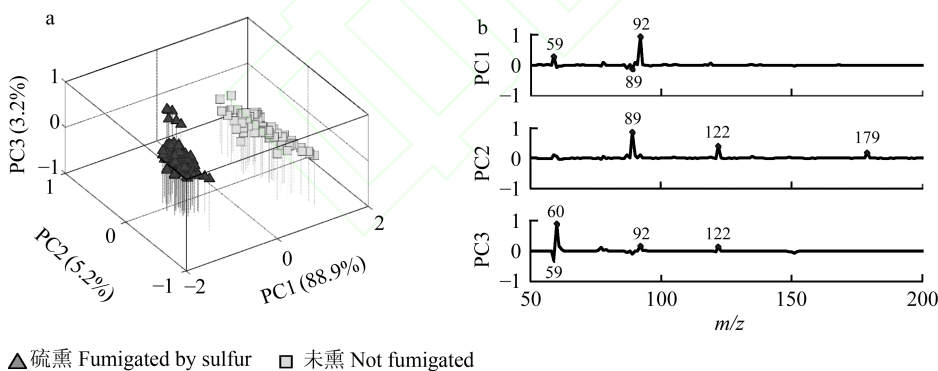 a
PC3 (3.2%)
1
0
−1
1
0
−1
PC2 (5.2%)
−2
0
2
PC1 (88.9%)
b
PC1
1
0
−1
59
92
89
PC2
1
0
−1
89
122
179
PC3
1
0
−1
60
59
92
122
50
100
150
200
m/z
硫熏 Fumigated by sulfur
未熏 Not fumigated